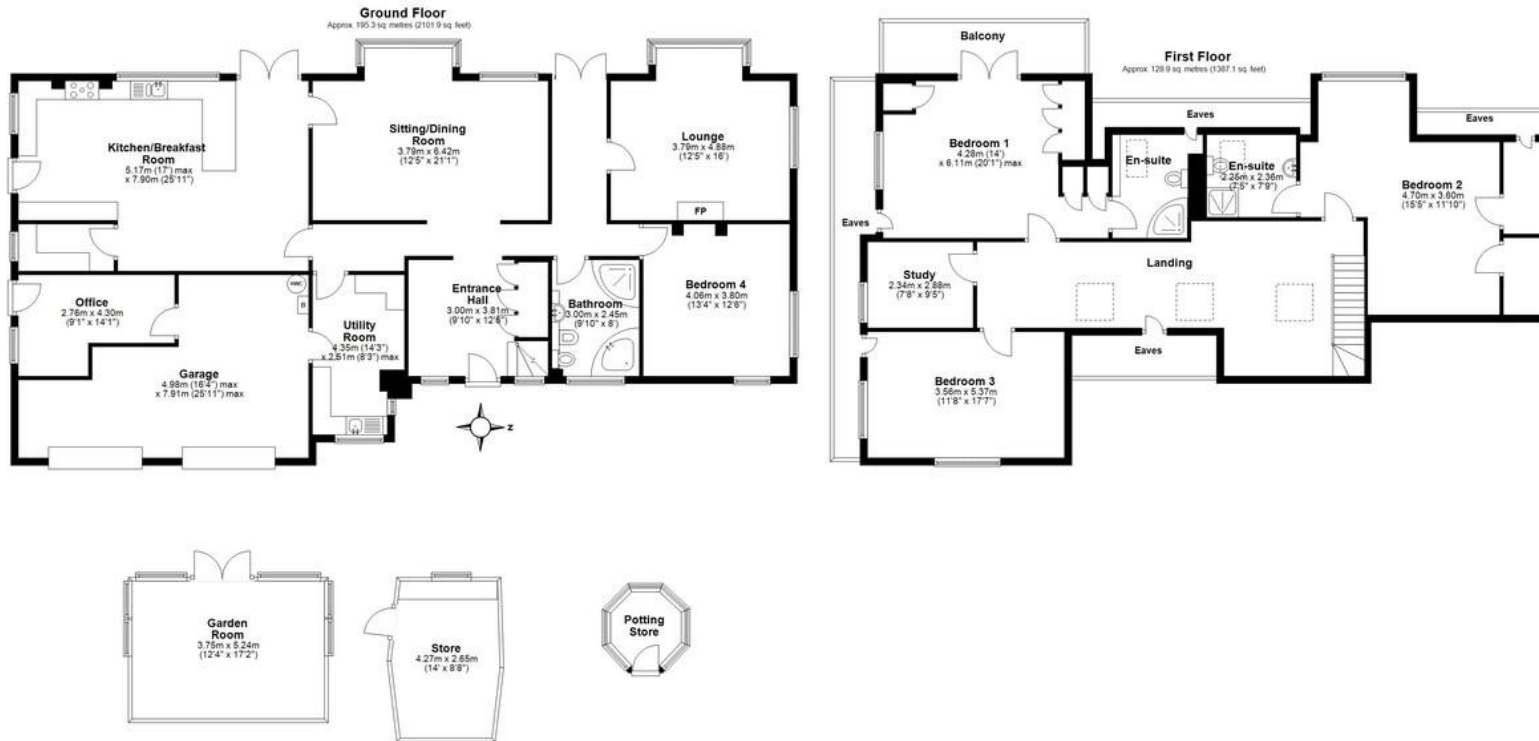 Ground Floor
Approx. 195.3 sq. metres (2101.9 sq. feet)
Kitchen/Breakfast
Room
5.17m (17') max
x 7.90m (25'11")
Sitting/Dining
Room
3.79m x 6.42m
(12'5" x 21'1")
Lounge
3.79m x 4.88m
(12'5" x 16')
FP
Office
2.76m x 4.30m
(9'1" x 14'1")
HWC
B
Utility
Room
4.35m (14'3")
x 2.51m (8'3") max
Entrance
Hall
3.00m x 3.81m
(9'10" x 12'6")
Bathroom
3.00m x 2.45m
(9'10" x 8')
Bedroom 4
4.06m x 3.80m
(13'4" x 12'6")
Garage
4.98m (16'4") max
x 7.91m (25'11") max
z
First Floor
Approx. 128.9 sq. metres (1387.1 sq. feet)
Balcony
Eaves
Eaves
Bedroom 1
4.28m (14')
x 6.11m (20'1") max
En-suite
En-suite
2.25m x 2.36m
(7'5" x 7'9")
Bedroom 2
4.70m x 3.60m
(15'5" x 11'10")
Eaves
Study
2.34m x 2.88m
(7'8" x 9'5")
Landing
Eaves
Bedroom 3
3.56m x 5.37m
(11'8" x 17'7")
Garden
Room
3.75m x 5.24m
(12'4" x 17'2")
Store
4.27m x 2.65m
(14' x 8'8")
Potting
Store